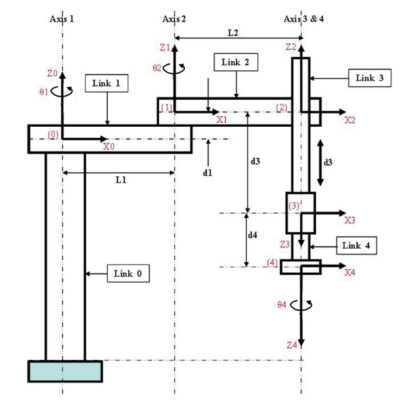 Axis 1
Axis 2
Axis 3 & 4
L2
Z1
Z2
Z0
θ2
Link 2
θ1
Link 1
Link 3
(1)
(2)
X1
X2
(0)
X0
d1
d3
d3
L1
(3)
X3
Z3
d4
Link 4
(4)
X4
Link 0
θ4
Z4